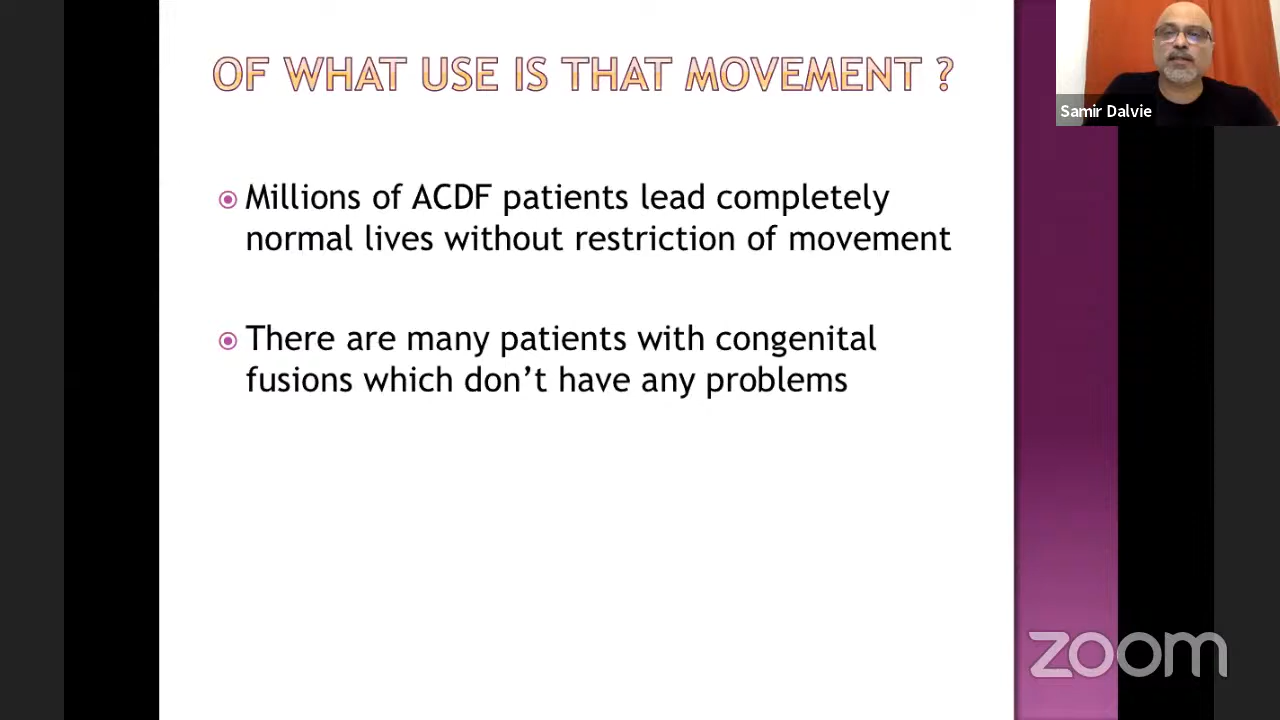 OF WHAT USE IS THAT MOVEMENT ?
Samir Dalvie
Millions of ACDF patients lead completely
normal lives without restriction of movement
There are many patients with congenital
fusions which don’t have any problems
zoom